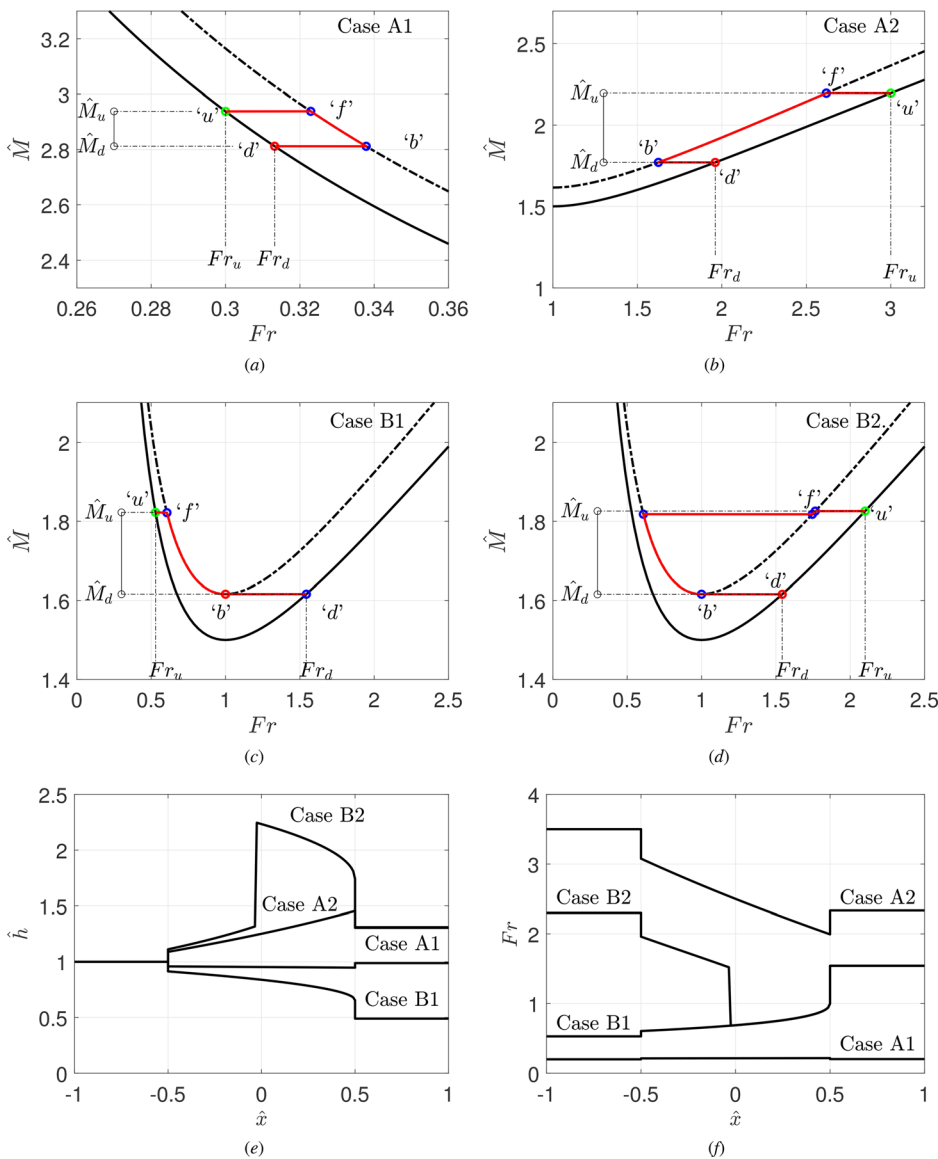 Case A1
3.2
3
2.8
2.6
2.4
M̂
M̂u
M̂d
‘u’
‘f’
‘d’
‘b’
Fru
Frd
0.26 0.28 0.3 0.32 0.34 0.36
Fr
(a)
Case A2
2.5
2
1.5
1
M̂
M̂u
M̂d
‘f’
‘u’
‘b’
‘d’
Frd
Fru
1 1.5 2 2.5 3
Fr
(b)
Case B1
2
1.8
1.6
1.4
M̂
M̂u
M̂d
‘u’
‘f’
‘b’
‘d’
Fru
Frd
0 0.5 1 1.5 2 2.5
Fr
(c)
Case B2.
2
1.8
1.6
1.4
M̂
M̂u
M̂d
‘f’
‘u’
‘d’
‘b’
Frd
Fru
0 0.5 1 1.5 2 2.5
Fr
(d)
2.5
2
1.5
1
0.5
0
ĥ
Case B2
Case A2
Case A1
Case B1
-1 -0.5 0 0.5 1
x̂
(e)
4
3
2
1
0
Fr
Case B2
Case A2
Case B1
Case A1
-1 -0.5 0 0.5 1
x̂
(f)